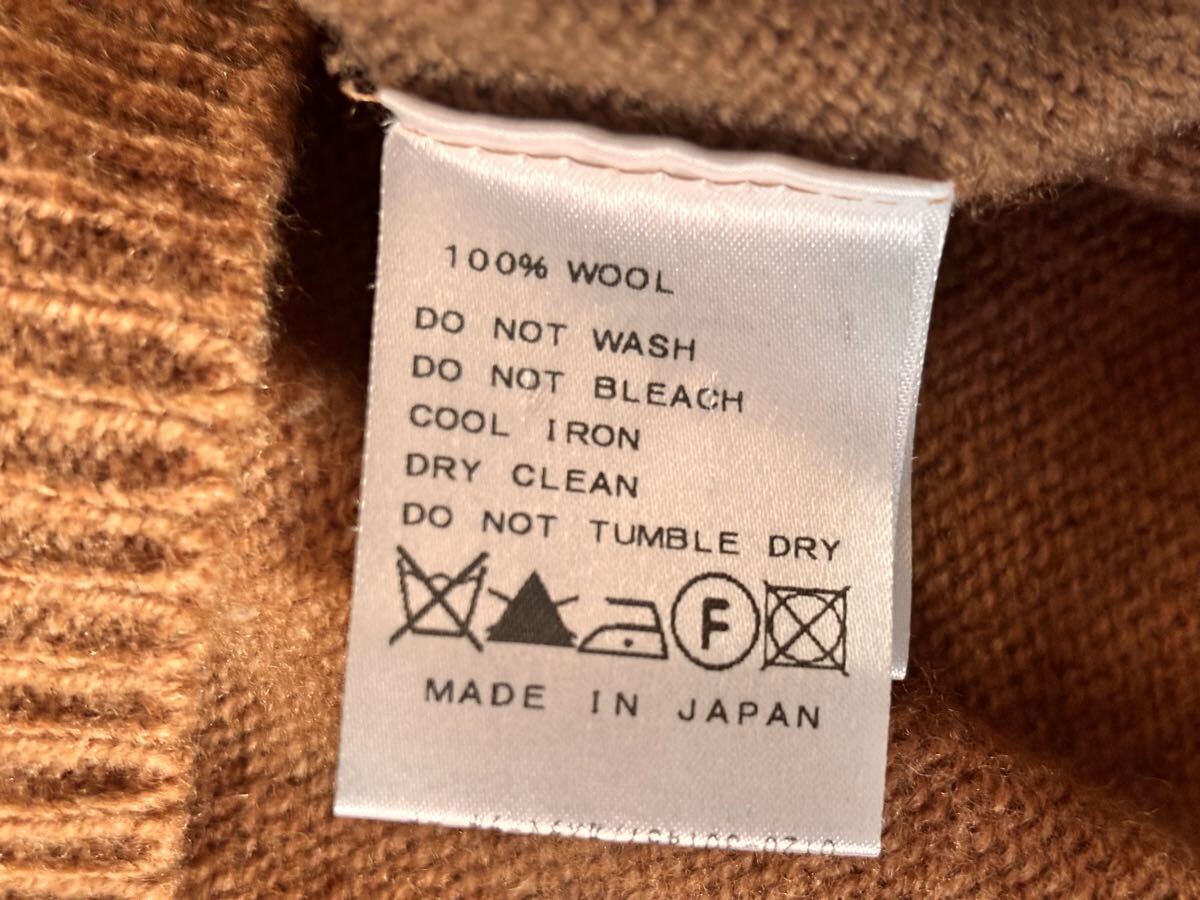 100% WOOL
DO NOT WASH
DO NOT BLEACH
COOL IRON
DRY CLEAN
DO NOT TUMBLE DRY
F
MADE IN JAPAN